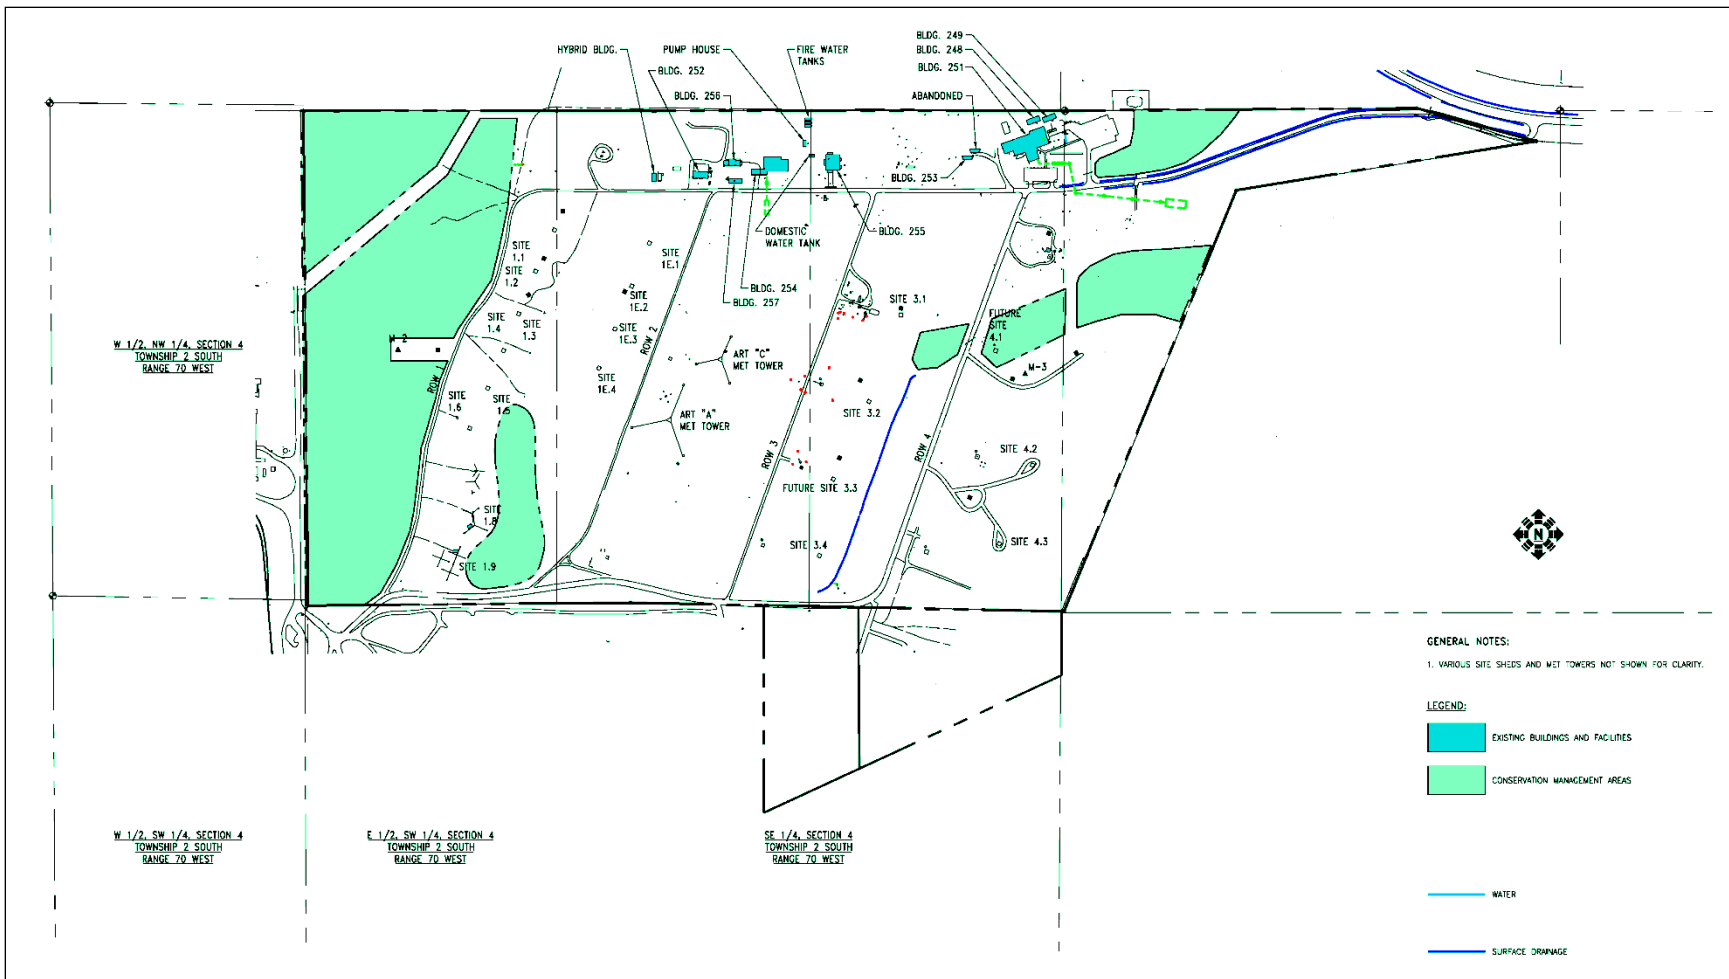 BLDG. 249
HYBRID BLDG.
PUMP HOUSE
FIRE WATER
TANKS
BLDG. 248
BLDG. 252
BLDG. 251
BLDG. 256
ABANDONED
BLDG. 253
DOMESTIC
WATER TANK
BLDG. 255
SITE
1.1
SITE
1E.1
SITE
1.2
BLDG. 254
BLDG. 257
SITE
1E.2
SITE 3.1
FUTURE
SITE
4.1
SITE
1.4
SITE
1.3
SITE
1E.3
ROW 2
M-2
W 1/2, NW 1/4, SECTION 4
TOWNSHIP 2 SOUTH
RANGE 70 WEST
ART "C"
MET TOWER
M-3
ROW 1
SITE
1E.4
SITE
1.6
SITE
1.5
SITE 3.2
ART "A"
MET TOWER
ROW 3
ROW 4
SITE 4.2
FUTURE SITE 3.3
SITE
1.8
N
SITE 3.4
SITE 4.3
SITE 1.9
GENERAL NOTES:
1. VARIOUS SITE SHEDS AND MET TOWERS NOT SHOWN FOR CLARITY.
LEGEND:
EXISTING BUILDINGS AND FACILITIES
CONSERVATION MANAGEMENT AREAS
W 1/2, SW 1/4, SECTION 4
TOWNSHIP 2 SOUTH
RANGE 70 WEST
E 1/2, SW 1/4, SECTION 4
TOWNSHIP 2 SOUTH
RANGE 70 WEST
SE 1/4, SECTION 4
TOWNSHIP 2 SOUTH
RANGE 70 WEST
WATER
SURFACE DRAINAGE